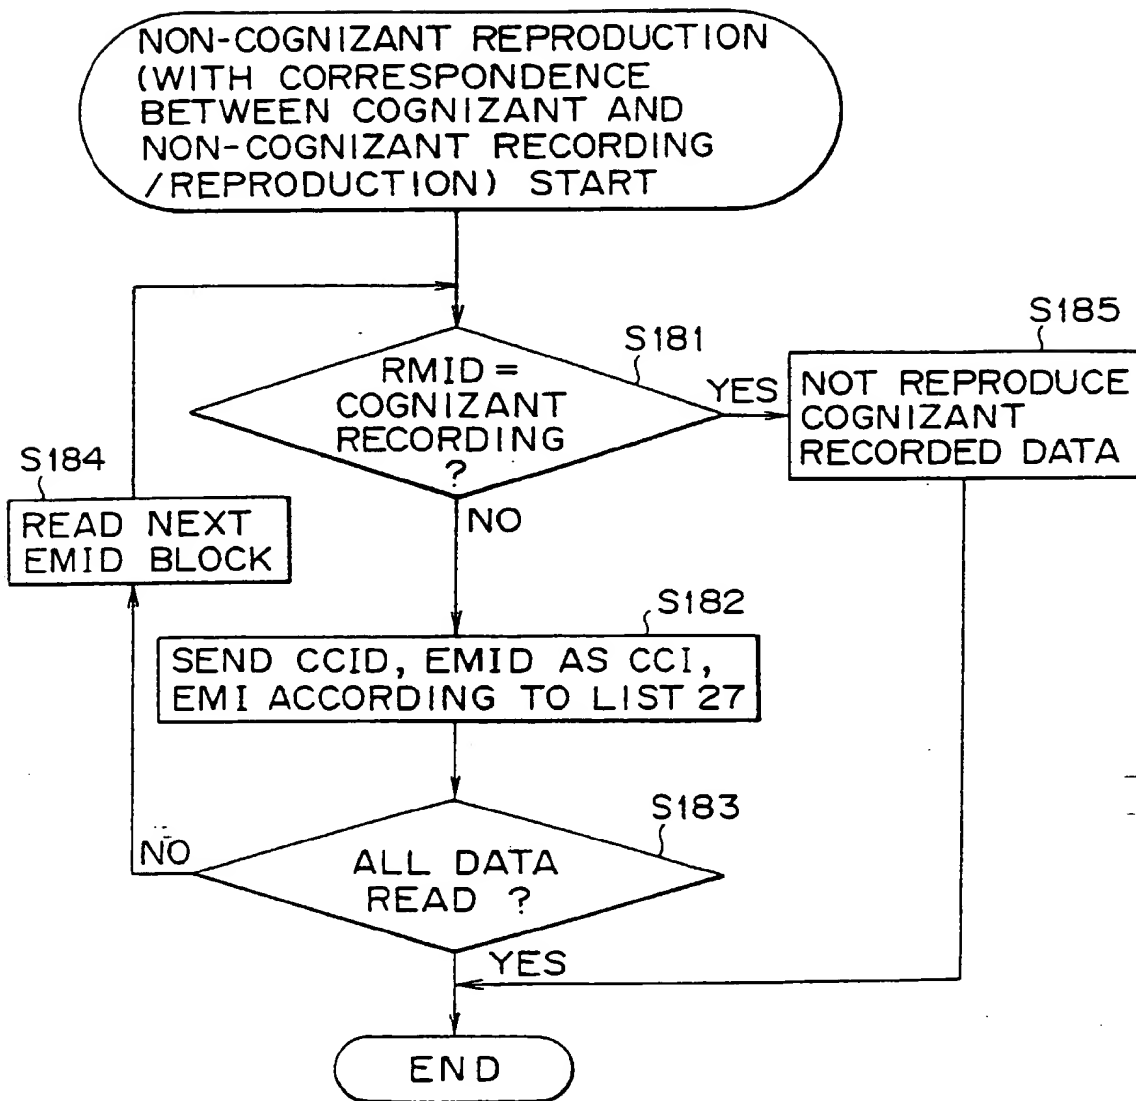 NON-COGNIZANT REPRODUCTION
(WITH CORRESPONDENCE
BETWEEN COGNIZANT AND
NON-COGNIZANT RECORDING
/REPRODUCTION) START
S181
RMID =
COGNIZANT
RECORDING
?
YES
S185
NOT REPRODUCE
COGNIZANT
RECORDED DATA
S184
READ NEXT
EMID BLOCK
NO
S182
SEND CCID, EMID AS CCI,
EMI ACCORDING TO LIST 27
S183
NO
ALL DATA
READ ?
YES
END